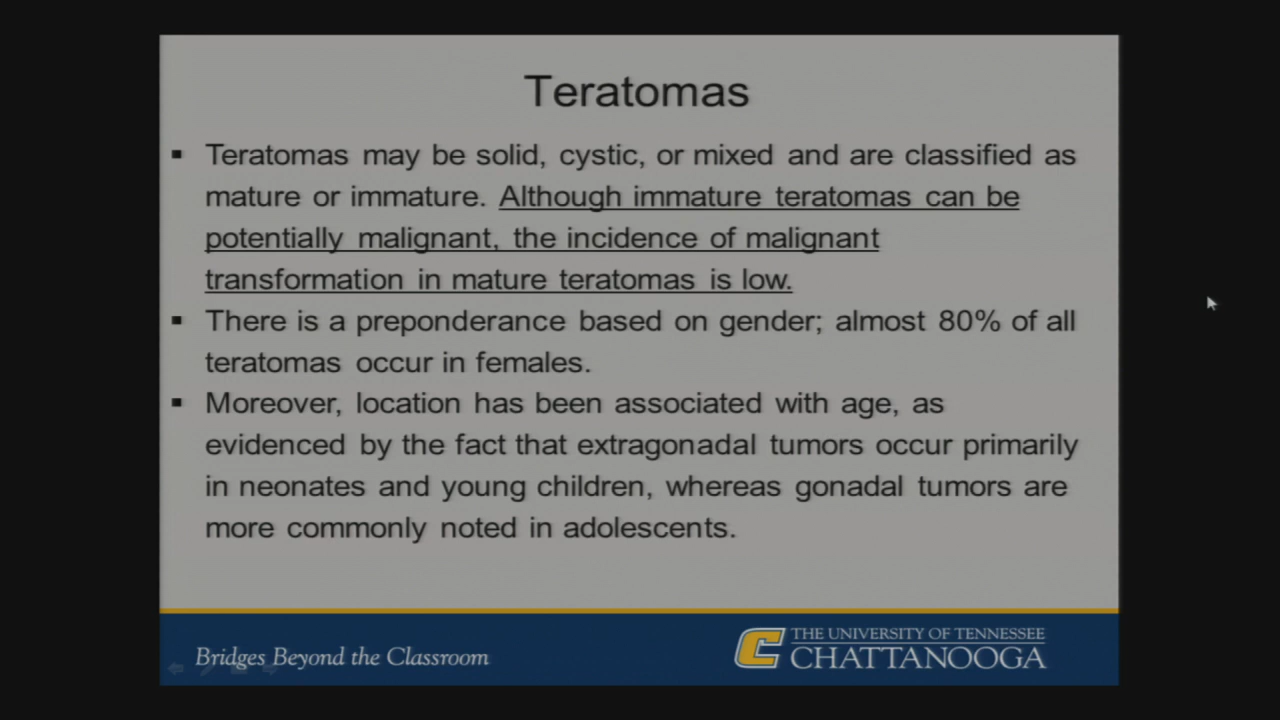 Teratomas
▪ Teratomas may be solid, cystic, or mixed and are classified as
mature or immature. Although immature teratomas can be
potentially malignant, the incidence of malignant
transformation in mature teratomas is low.
▪ There is a preponderance based on gender; almost 80% of all
teratomas occur in females.
▪ Moreover, location has been associated with age, as
evidenced by the fact that extragonadal tumors occur primarily
in neonates and young children, whereas gonadal tumors are
more commonly noted in adolescents.
Bridges Beyond the Classroom
C
THE UNIVERSITY OF TENNESSEE
CHATTANOOGA